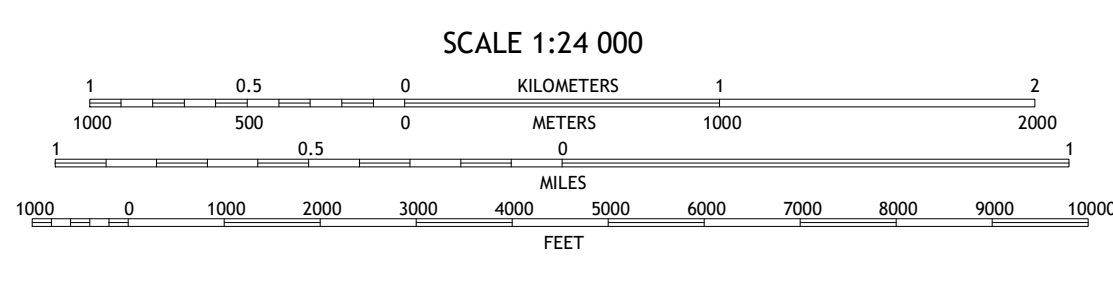 SCALE 1:24 000
1 0.5 0 KILOMETERS 1 2
1000 500 0 METERS 1000 2000
1 0.5 0 1
MILES
1000 0 1000 2000 3000 4000 5000 6000 7000 8000 9000 10000
FEET